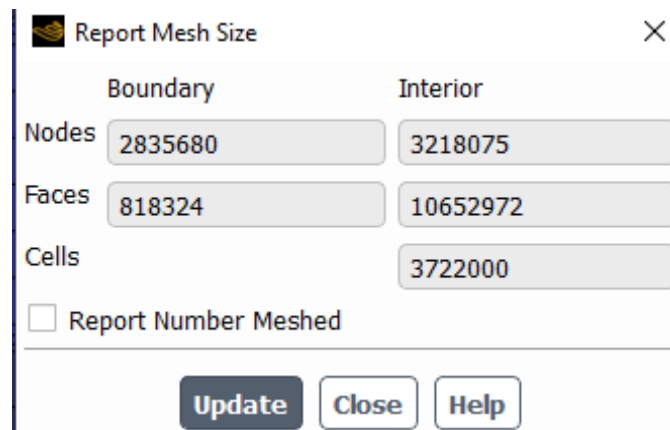 Report Mesh Size
Boundary Interior
Nodes 2835680 3218075
Faces 818324 10652972
Cells 3722000
Report Number Meshed
Update Close Help